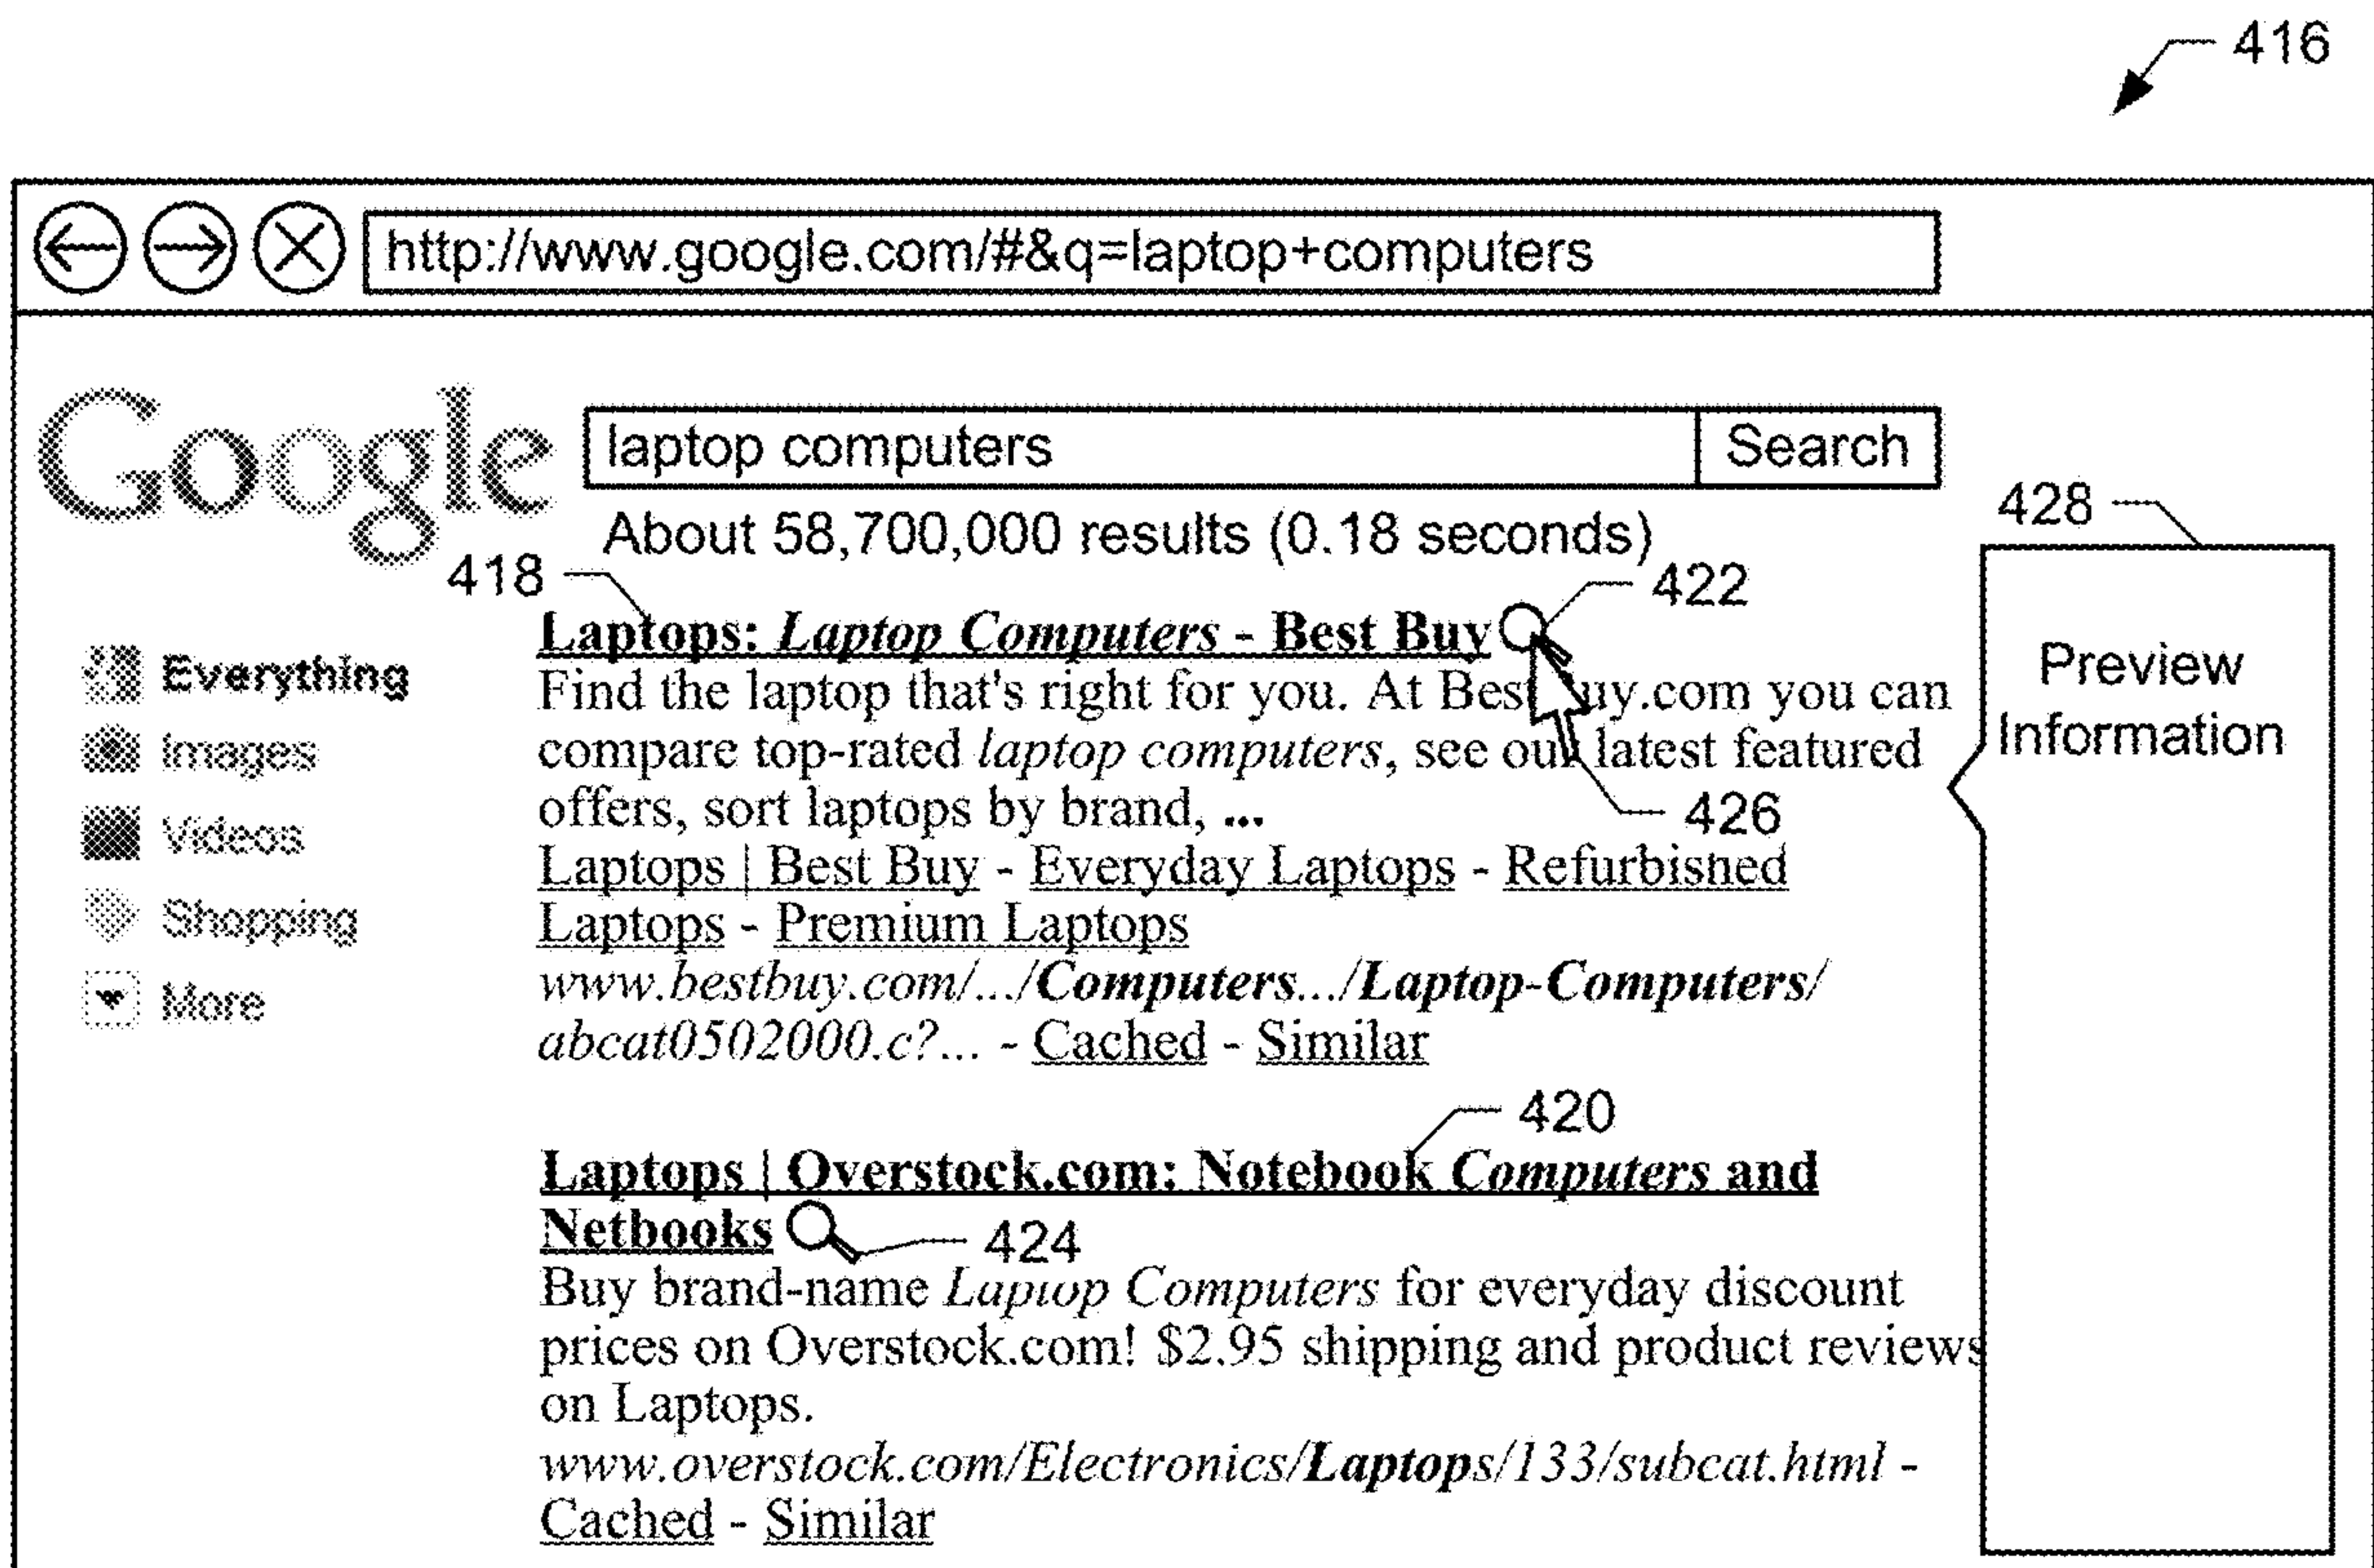 416
http://www.google.com/#&q=laptop+computers
Google
laptop computers
Search
About 58,700,000 results (0.18 seconds)
428
418
422
Laptops: Laptop Computers - Best Buy
Everything
Images
Videos
Shopping
More
Find the laptop that's right for you. At Best uy.com you can
compare top-rated laptop computers, see our latest featured
offers, sort laptops by brand, ...
426
Laptops | Best Buy - Everyday Laptops - Refurbished
Laptops - Premium Laptops
www.bestbuy.com/.../Computers.../Laptop-Computers/
abcat0502000.c?... - Cached - Similar
Preview
Information
420
Laptops | Overstock.com: Notebook Computers and
Netbooks
424
Buy brand-name Laptop Computers for everyday discount
prices on Overstock.com! $2.95 shipping and product reviews
on Laptops.
www.overstock.com/Electronics/Laptops/133/subcat.html -
Cached - Similar